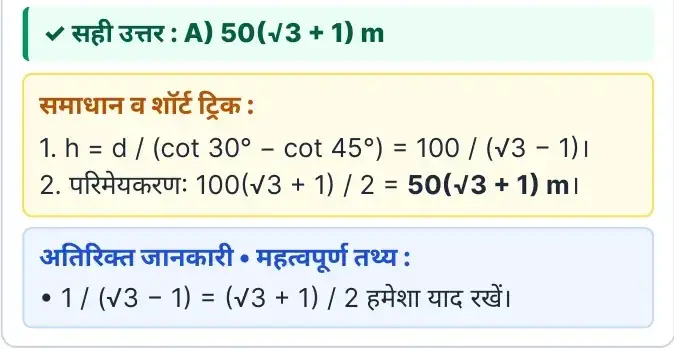 ✓ सही उत्तर : A) 50(√3 + 1) m
समाधान व शॉर्ट ट्रिक :
1. h = d / (cot 30° − cot 45°) = 100 / (√3 − 1)।
2. परिमेयकरण: 100(√3 + 1) / 2 = 50(√3 + 1) m।
अतिरिक्त जानकारी • महत्वपूर्ण तथ्य :
• 1 / (√3 − 1) = (√3 + 1) / 2 हमेशा याद रखें।